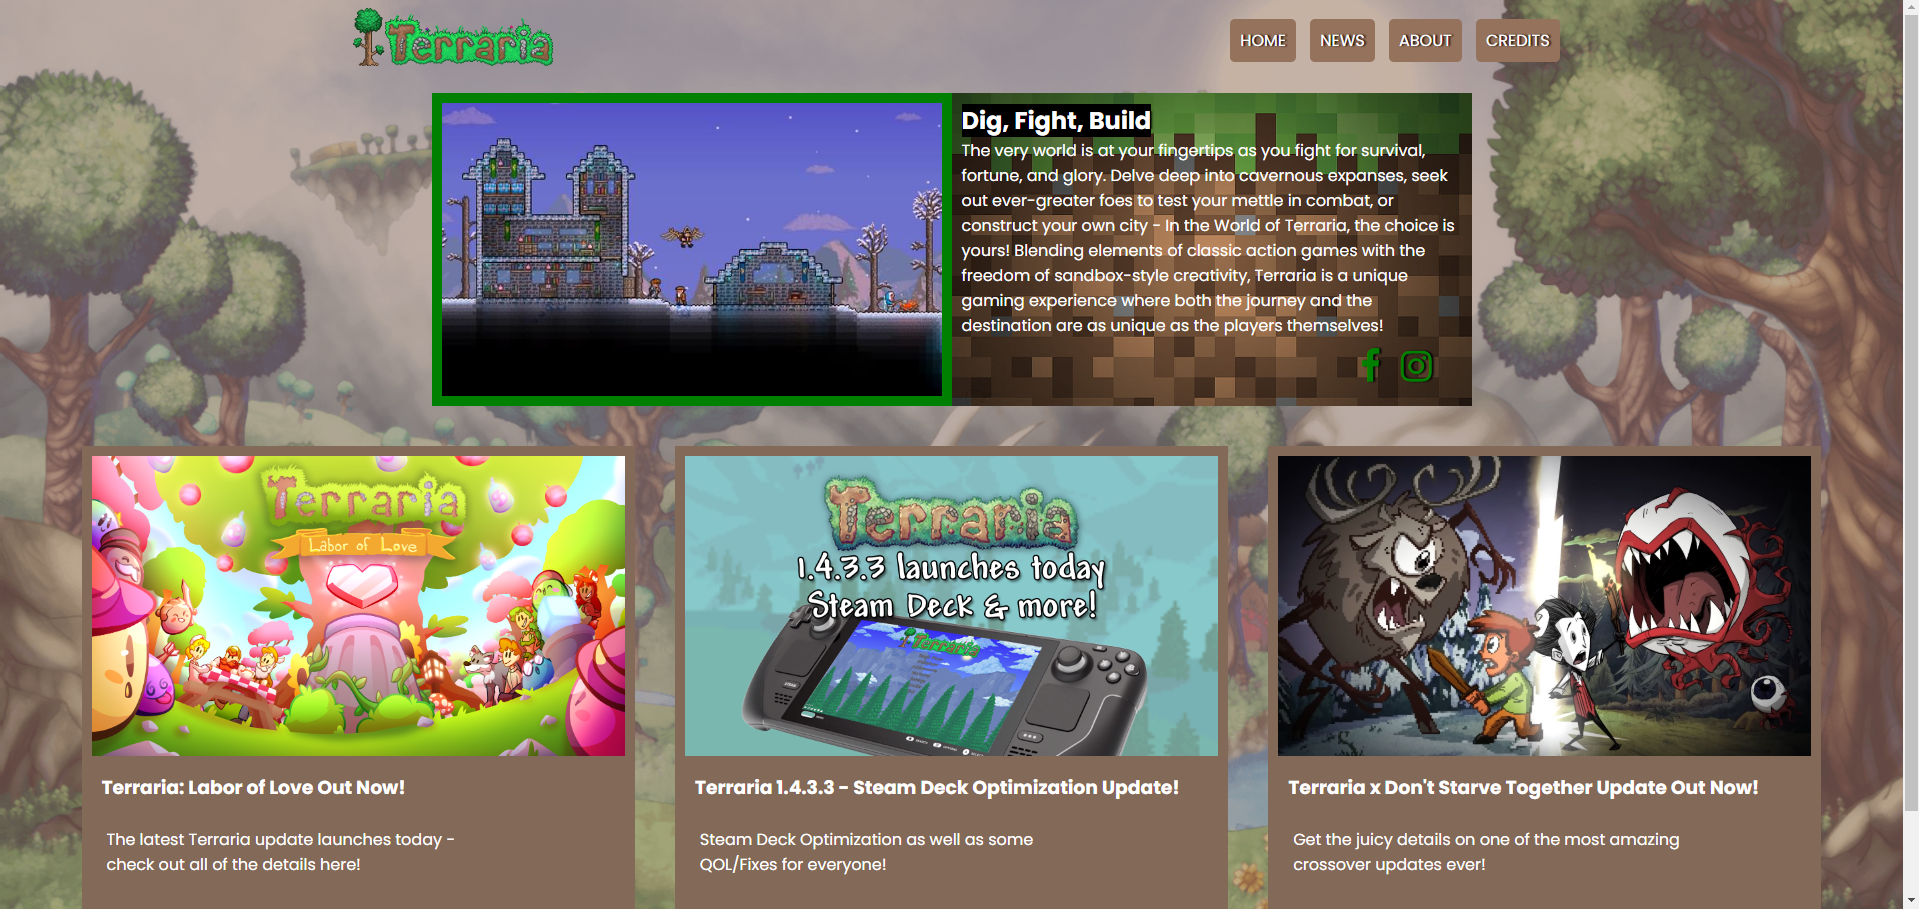 Terraria
HOME NEWS ABOUT CREDITS
Dig, Fight, Build
The very world is at your fingertips as you fight for survival,
fortune, and glory. Delve deep into cavernous expanses, seek
out ever-greater foes to test your mettle in combat, or
construct your own city - In the World of Terraria, the choice is
yours! Blending elements of classic action games with the
freedom of sandbox-style creativity, Terraria is a unique
gaming experience where both the journey and the
destination are as unique as the players themselves!
Terraria
Labor of Love
Terraria: Labor of Love Out Now!
The latest Terraria update launches today -
check out all of the details here!
Terraria
1.4.3.3 launches today
Steam Deck & more!
Terraria
Terraria 1.4.3.3 - Steam Deck Optimization Update!
Steam Deck Optimization as well as some
QOL/Fixes for everyone!
Terraria x Don't Starve Together Update Out Now!
Get the juicy details on one of the most amazing
crossover updates ever!